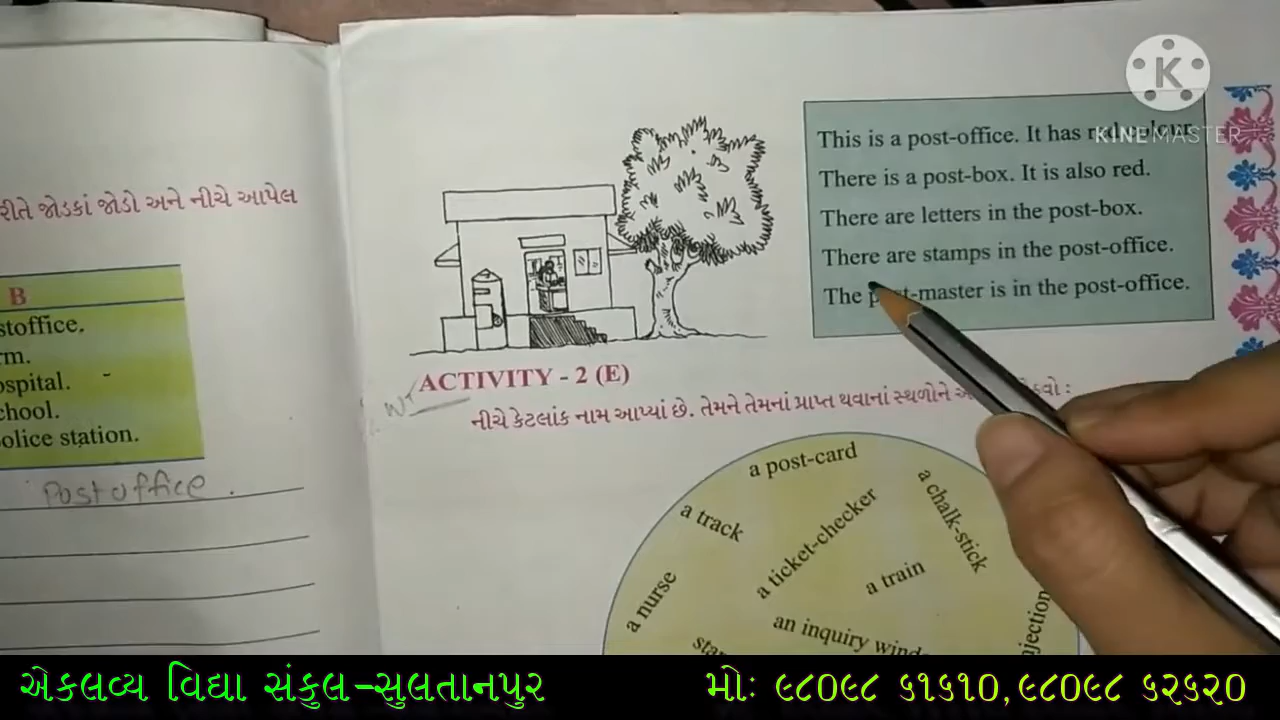 રીતે જોડકાં જોડો અને નીચે આપેલ
B
stoffice.
rm.
ospital.
chool.
olice station.
Post office.
K
KINEMASTER
This is a post-office. It has red colour
There is a post-box. It is also red.
There are letters in the post-box.
There are stamps in the post-office.
The post-master is in the post-office.
ACTIVITY - 2 (E)
નીચે કેટલાંક નામ આપ્યાં છે. તેમને તેમનાં પ્રાપ્ત થવાનાં સ્થળોને
a post-card
a track
a ticket-checker
a chalk-stick
a nurse
a train
an inquiry wind
star
njection
એકલવ્ય વિદ્યા સંકુલ-સુલતાનપુર
મોઃ ૯૮૦૯૮ ૬૧૬૧૦,૯૮૦૯૮ ૬૨૬૨૦